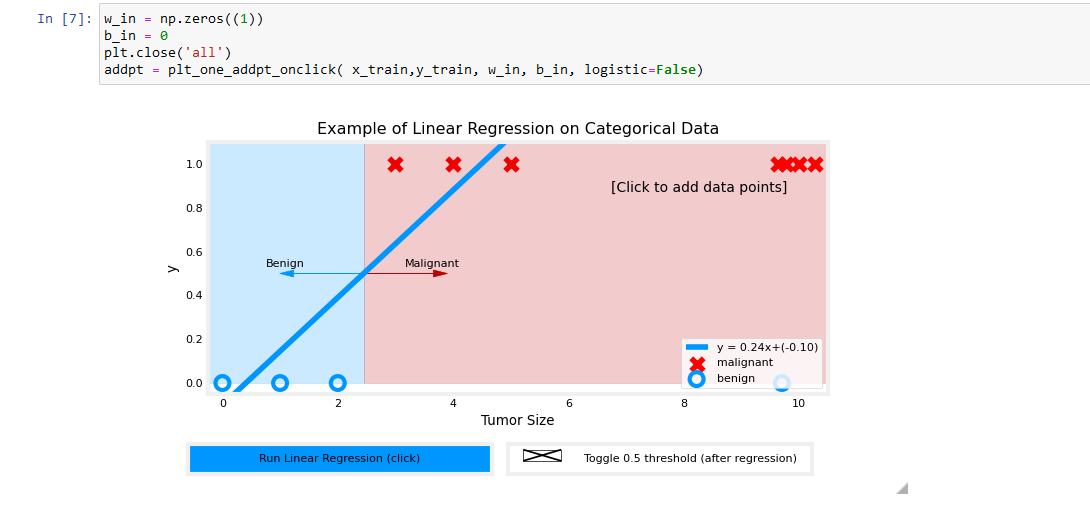 In [7]: w_in = np.zeros((1))
b_in = 0
plt.close('all')
addpt = plt_one_addpt_onclick( x_train,y_train, w_in, b_in, logistic=False)
Example of Linear Regression on Categorical Data
1.0
[Click to add data points]
0.8
0.6
Benign Malignant
y
0.4
0.2
y = 0.24x+(-0.10)
malignant
benign
0.0
0 2 4 6 8 10
Tumor Size
Run Linear Regression (click) Toggle 0.5 threshold (after regression)